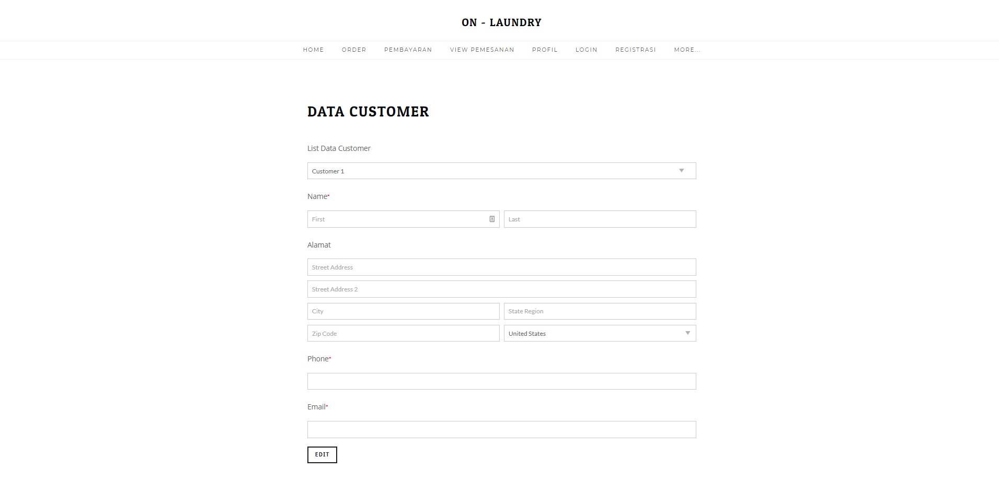 ON - LAUNDRY
HOME ORDER PEMBAYARAN VIEW PEMESANAN PROFIL LOGIN REGISTRASI MORE...
DATA CUSTOMER
List Data Customer
Customer 1
Name*
First Last
Alamat
Street Address
Street Address 2
City State Region
Zip Code United States
Phone*
Email*
EDIT